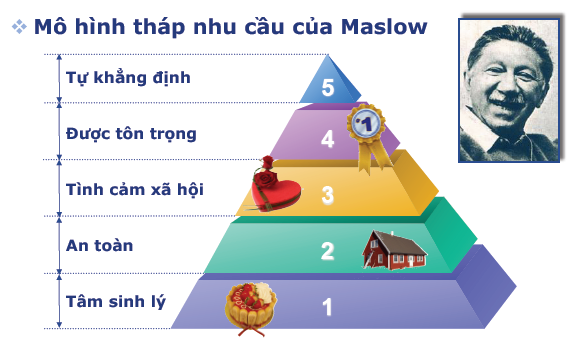 Mô hình tháp nhu cầu của Maslow
Tự khẳng định
5
Được tôn trọng
4
1
Tình cảm xã hội
3
An toàn
2
Tâm sinh lý
1